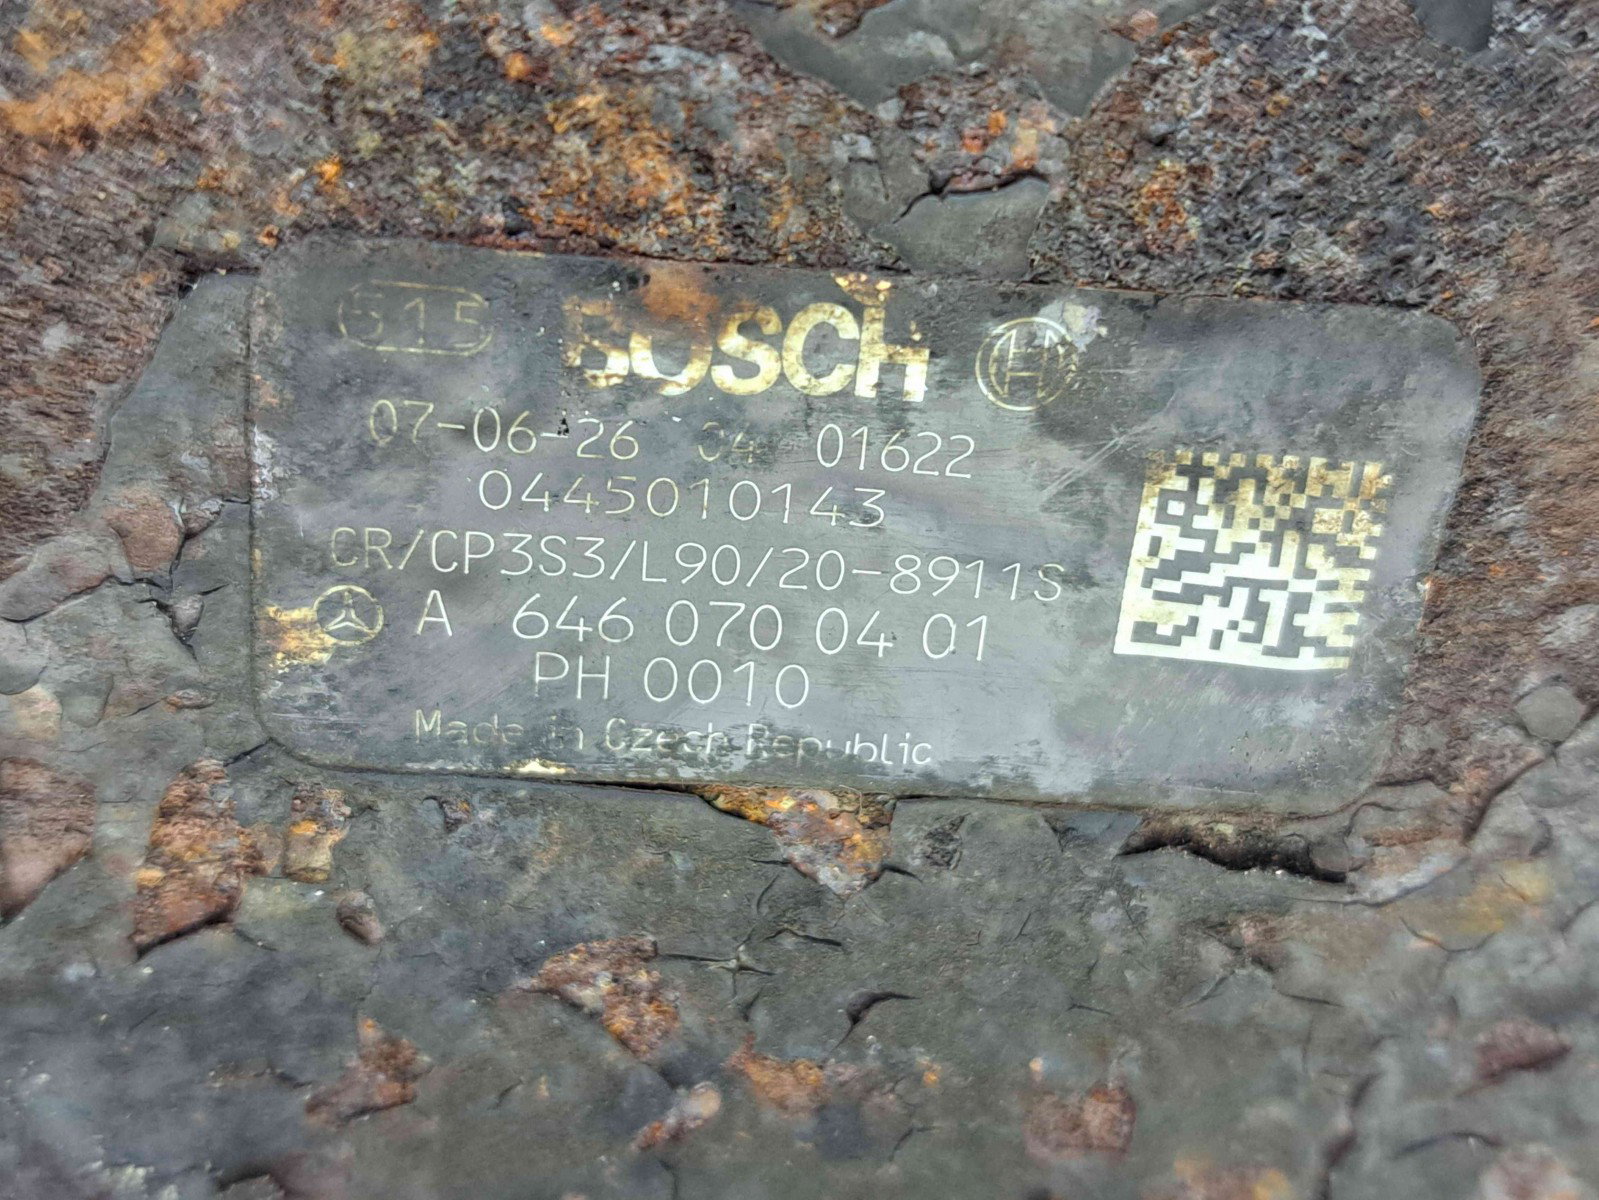 515 BOSCH
07-06-26 04 01622
0445010143
CR/CP3S3/L90/20-8911S
A 646 070 04 01
PH 0010
Made in Czech Republic